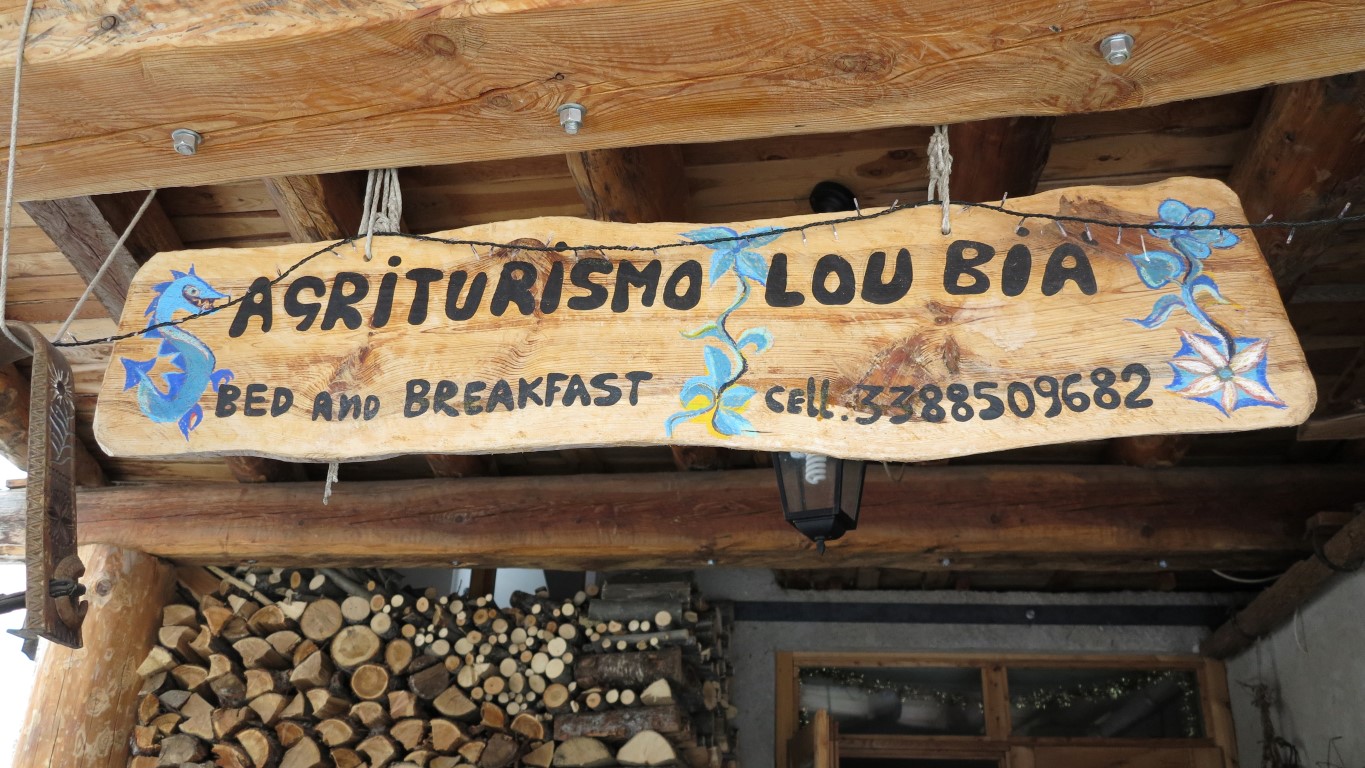 AGRiTURiSMO LOU BiA'
BED AnD BREAKFAST cell. 3388509682